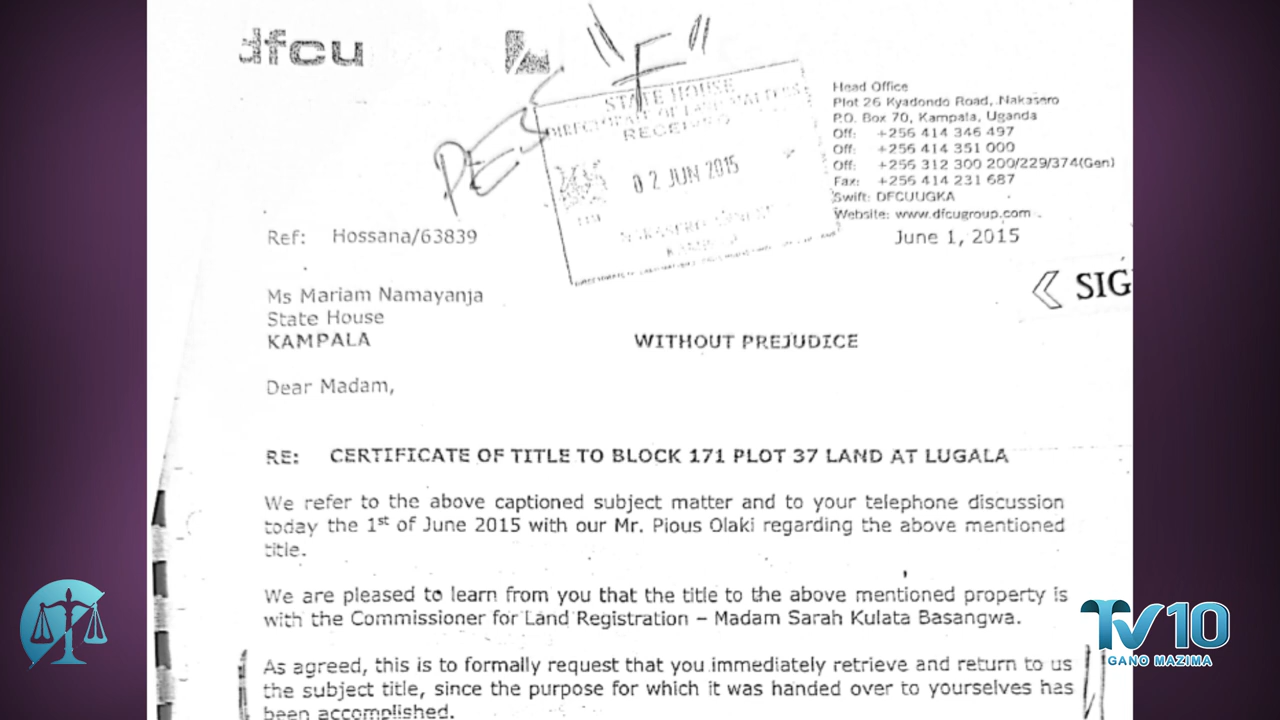 dfcu
"F"
STATE HOUSE
DIRECTORATE OF LAND MATTERS
RECEIVED
02 JUN 2015
KAMPALA
Head Office
Plot 26 Kyadondo Road, Nakasero
P.O. Box 70, Kampala, Uganda
Off: +256 414 346 497
Off: +256 414 351 000
Off: +256 312 300 200/229/374(Gen)
Fax: +256 414 231 687
Swift: DFCUUGKA
Website: www.dfcugroup.com
Ref: Hossana/63839
June 1, 2015
SIG
Ms Mariam Namayanja
State House
KAMPALA
WITHOUT PREJUDICE
Dear Madam,
RE: CERTIFICATE OF TITLE TO BLOCK 171 PLOT 37 LAND AT LUGALA
We refer to the above captioned subject matter and to your telephone discussion
today the 1st of June 2015 with our Mr. Pious Olaki regarding the above mentioned
title.
We are pleased to learn from you that the title to the above mentioned property is
with the Commissioner for Land Registration – Madam Sarah Kulata Basangwa.
As agreed, this is to formally request that you immediately retrieve and return to us
the subject title, since the purpose for which it was handed over to yourselves has
been accomplished.
TV10
GANO MAZIMA